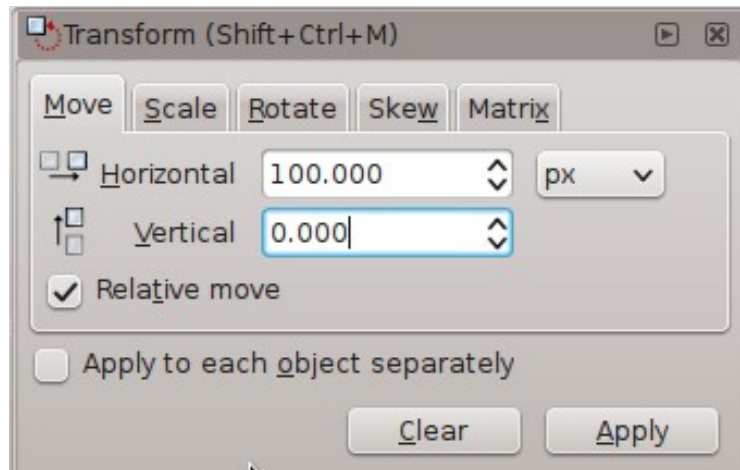 Transform (Shift+Ctrl+M)
Move Scale Rotate Skew Matrix
Horizontal 100.000 px
Vertical 0.000
Relative move
Apply to each object separately
Clear Apply